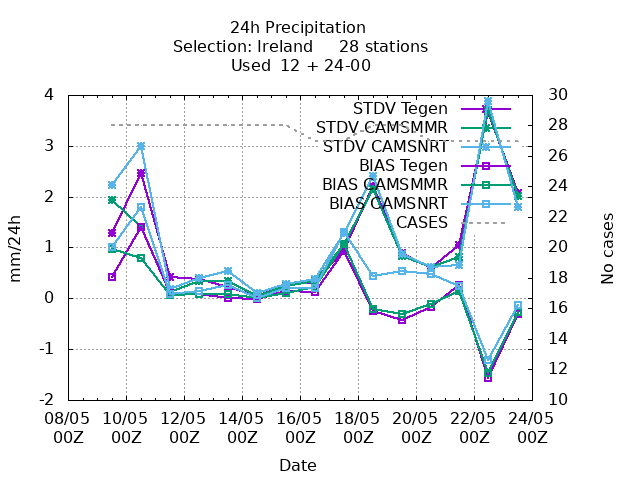 24h Precipitation
Selection: Ireland 28 stations
Used 12 + 24-00
STDV Tegen
STDV CAMSMMR
STDV CAMSNRT
BIAS Tegen
BIAS CAMSMMR
BIAS CAMSNRT
CASES
mm/24h
4
3
2
1
0
-1
-2
No cases
30
28
26
24
22
20
18
16
14
12
10
08/05 10/05 12/05 14/05 16/05 18/05 20/05 22/05 24/05
00Z 00Z 00Z 00Z 00Z 00Z 00Z 00Z 00Z
Date